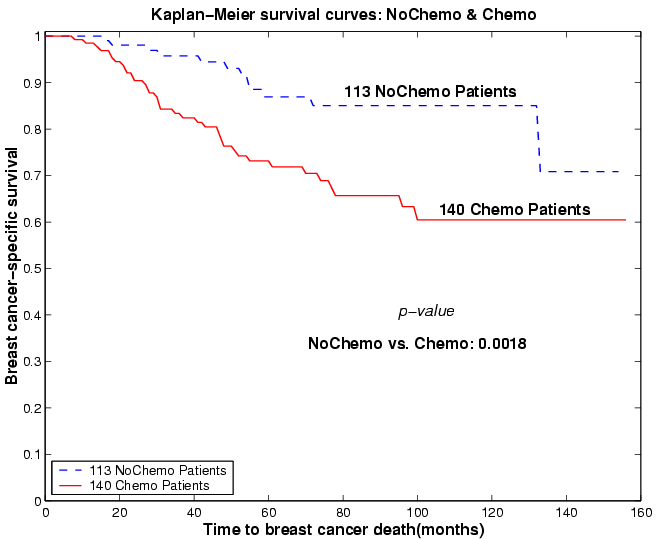 Kaplan−Meier survival curves: NoChemo & Chemo
Breast cancer−specific survival
1
0.9
0.8
0.7
0.6
0.5
0.4
0.3
0.2
0.1
0
113 NoChemo Patients
140 Chemo Patients
p−value
NoChemo vs. Chemo: 0.0018
113 NoChemo Patients
140 Chemo Patients
0 20 40 60 80 100 120 140 160
Time to breast cancer death(months)